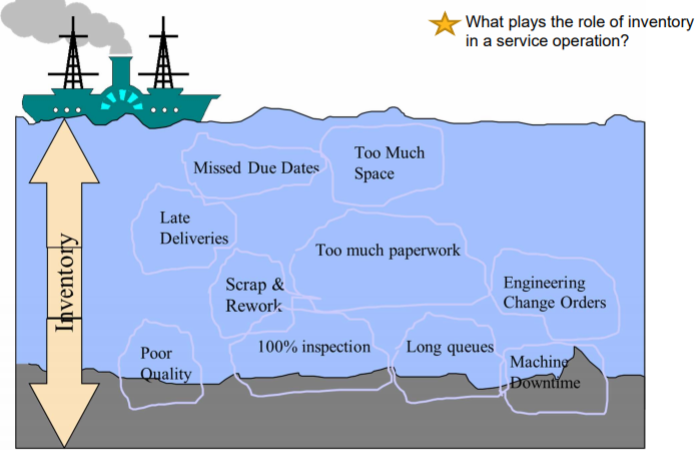 What plays the role of inventory
in a service operation?
Too Much
Space
Missed Due Dates
Late
Deliveries
Too much paperwork
Scrap &
Rework
Engineering
Change Orders
Inventory
100% inspection
Long queues
Poor
Quality
Machine
Downtime